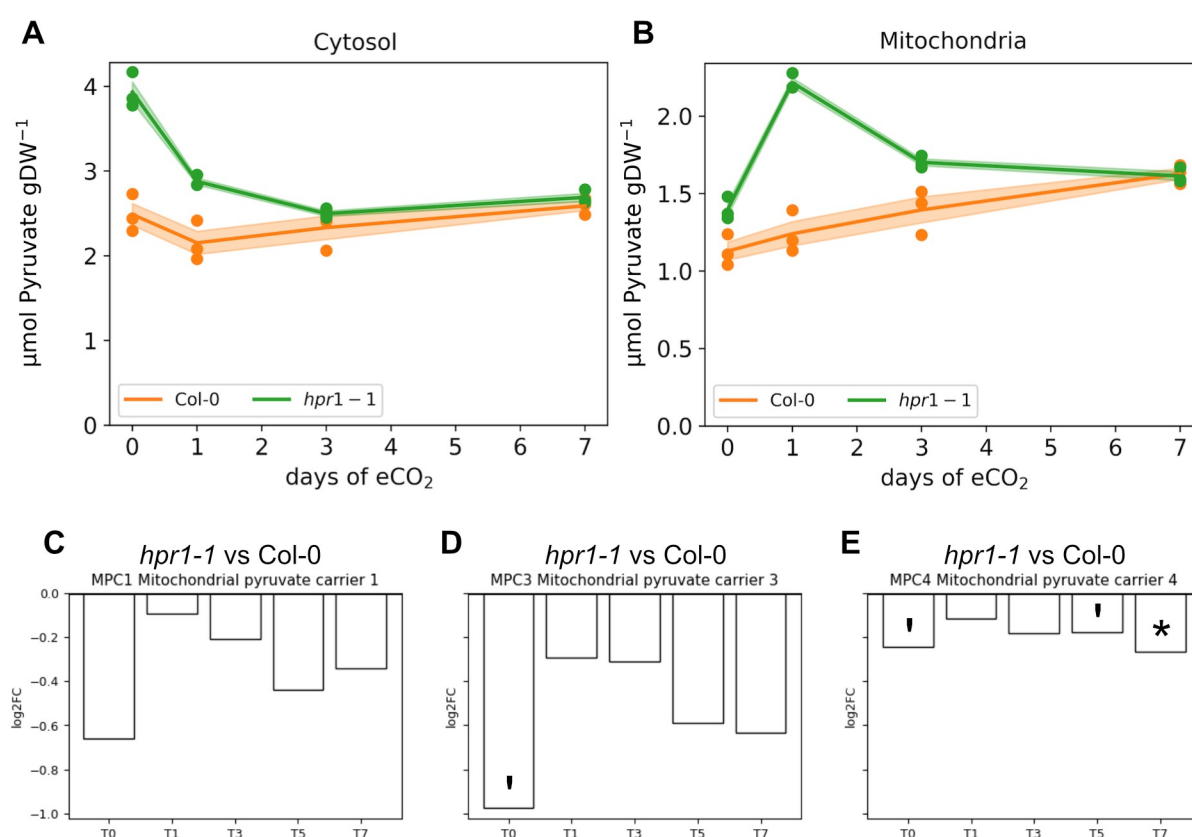 A
Cytosol
µmol Pyruvate gDW⁻¹
4
3
2
1
0
Col-0
hpr1 − 1
0 1 2 3 4 5 6 7
days of eCO₂
B
Mitochondria
µmol Pyruvate gDW⁻¹
2.0
1.5
1.0
0.5
0.0
Col-0
hpr1 − 1
0 1 2 3 4 5 6 7
days of eCO₂
C
hpr1-1 vs Col-0
MPC1 Mitochondrial pyruvate carrier 1
log2FC
0.0
−0.2
−0.4
−0.6
−0.8
−1.0
T0 T1 T3 T5 T7
D
hpr1-1 vs Col-0
MPC3 Mitochondrial pyruvate carrier 3
log2FC
'
T0 T1 T3 T5 T7
E
hpr1-1 vs Col-0
MPC4 Mitochondrial pyruvate carrier 4
log2FC
' ' *
T0 T1 T3 T5 T7